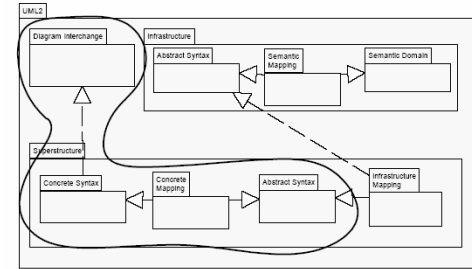 UML2
Diagram Interchange
Infrastructure
Abstract Syntax
Semantic
Mapping
Semantic Domain
Superstructure
Concrete Syntax
Concrete
Mapping
Abstract Syntax
Infrastructure
Mapping